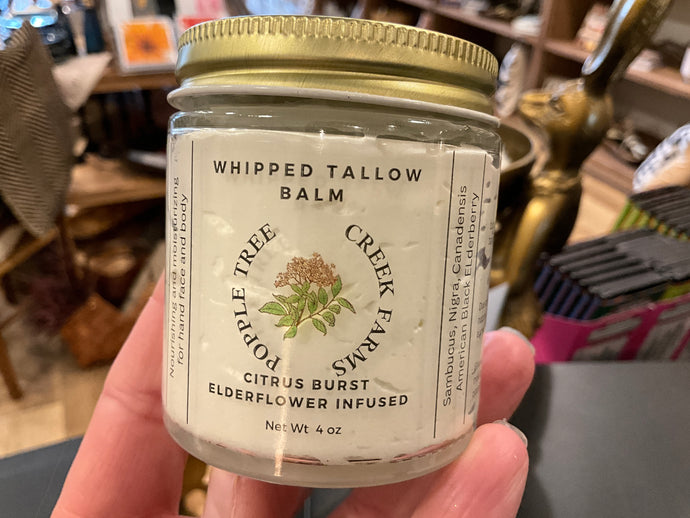 WHIPPED TALLOW
BALM
POPPLE TREE
CREEK FARMS
CITRUS BURST
ELDERFLOWER INFUSED
Net Wt 4 oz
Nourishing and moisturizing
for hand face and body
Sambucus, Nigra, Canadensis
American Black Elderberry